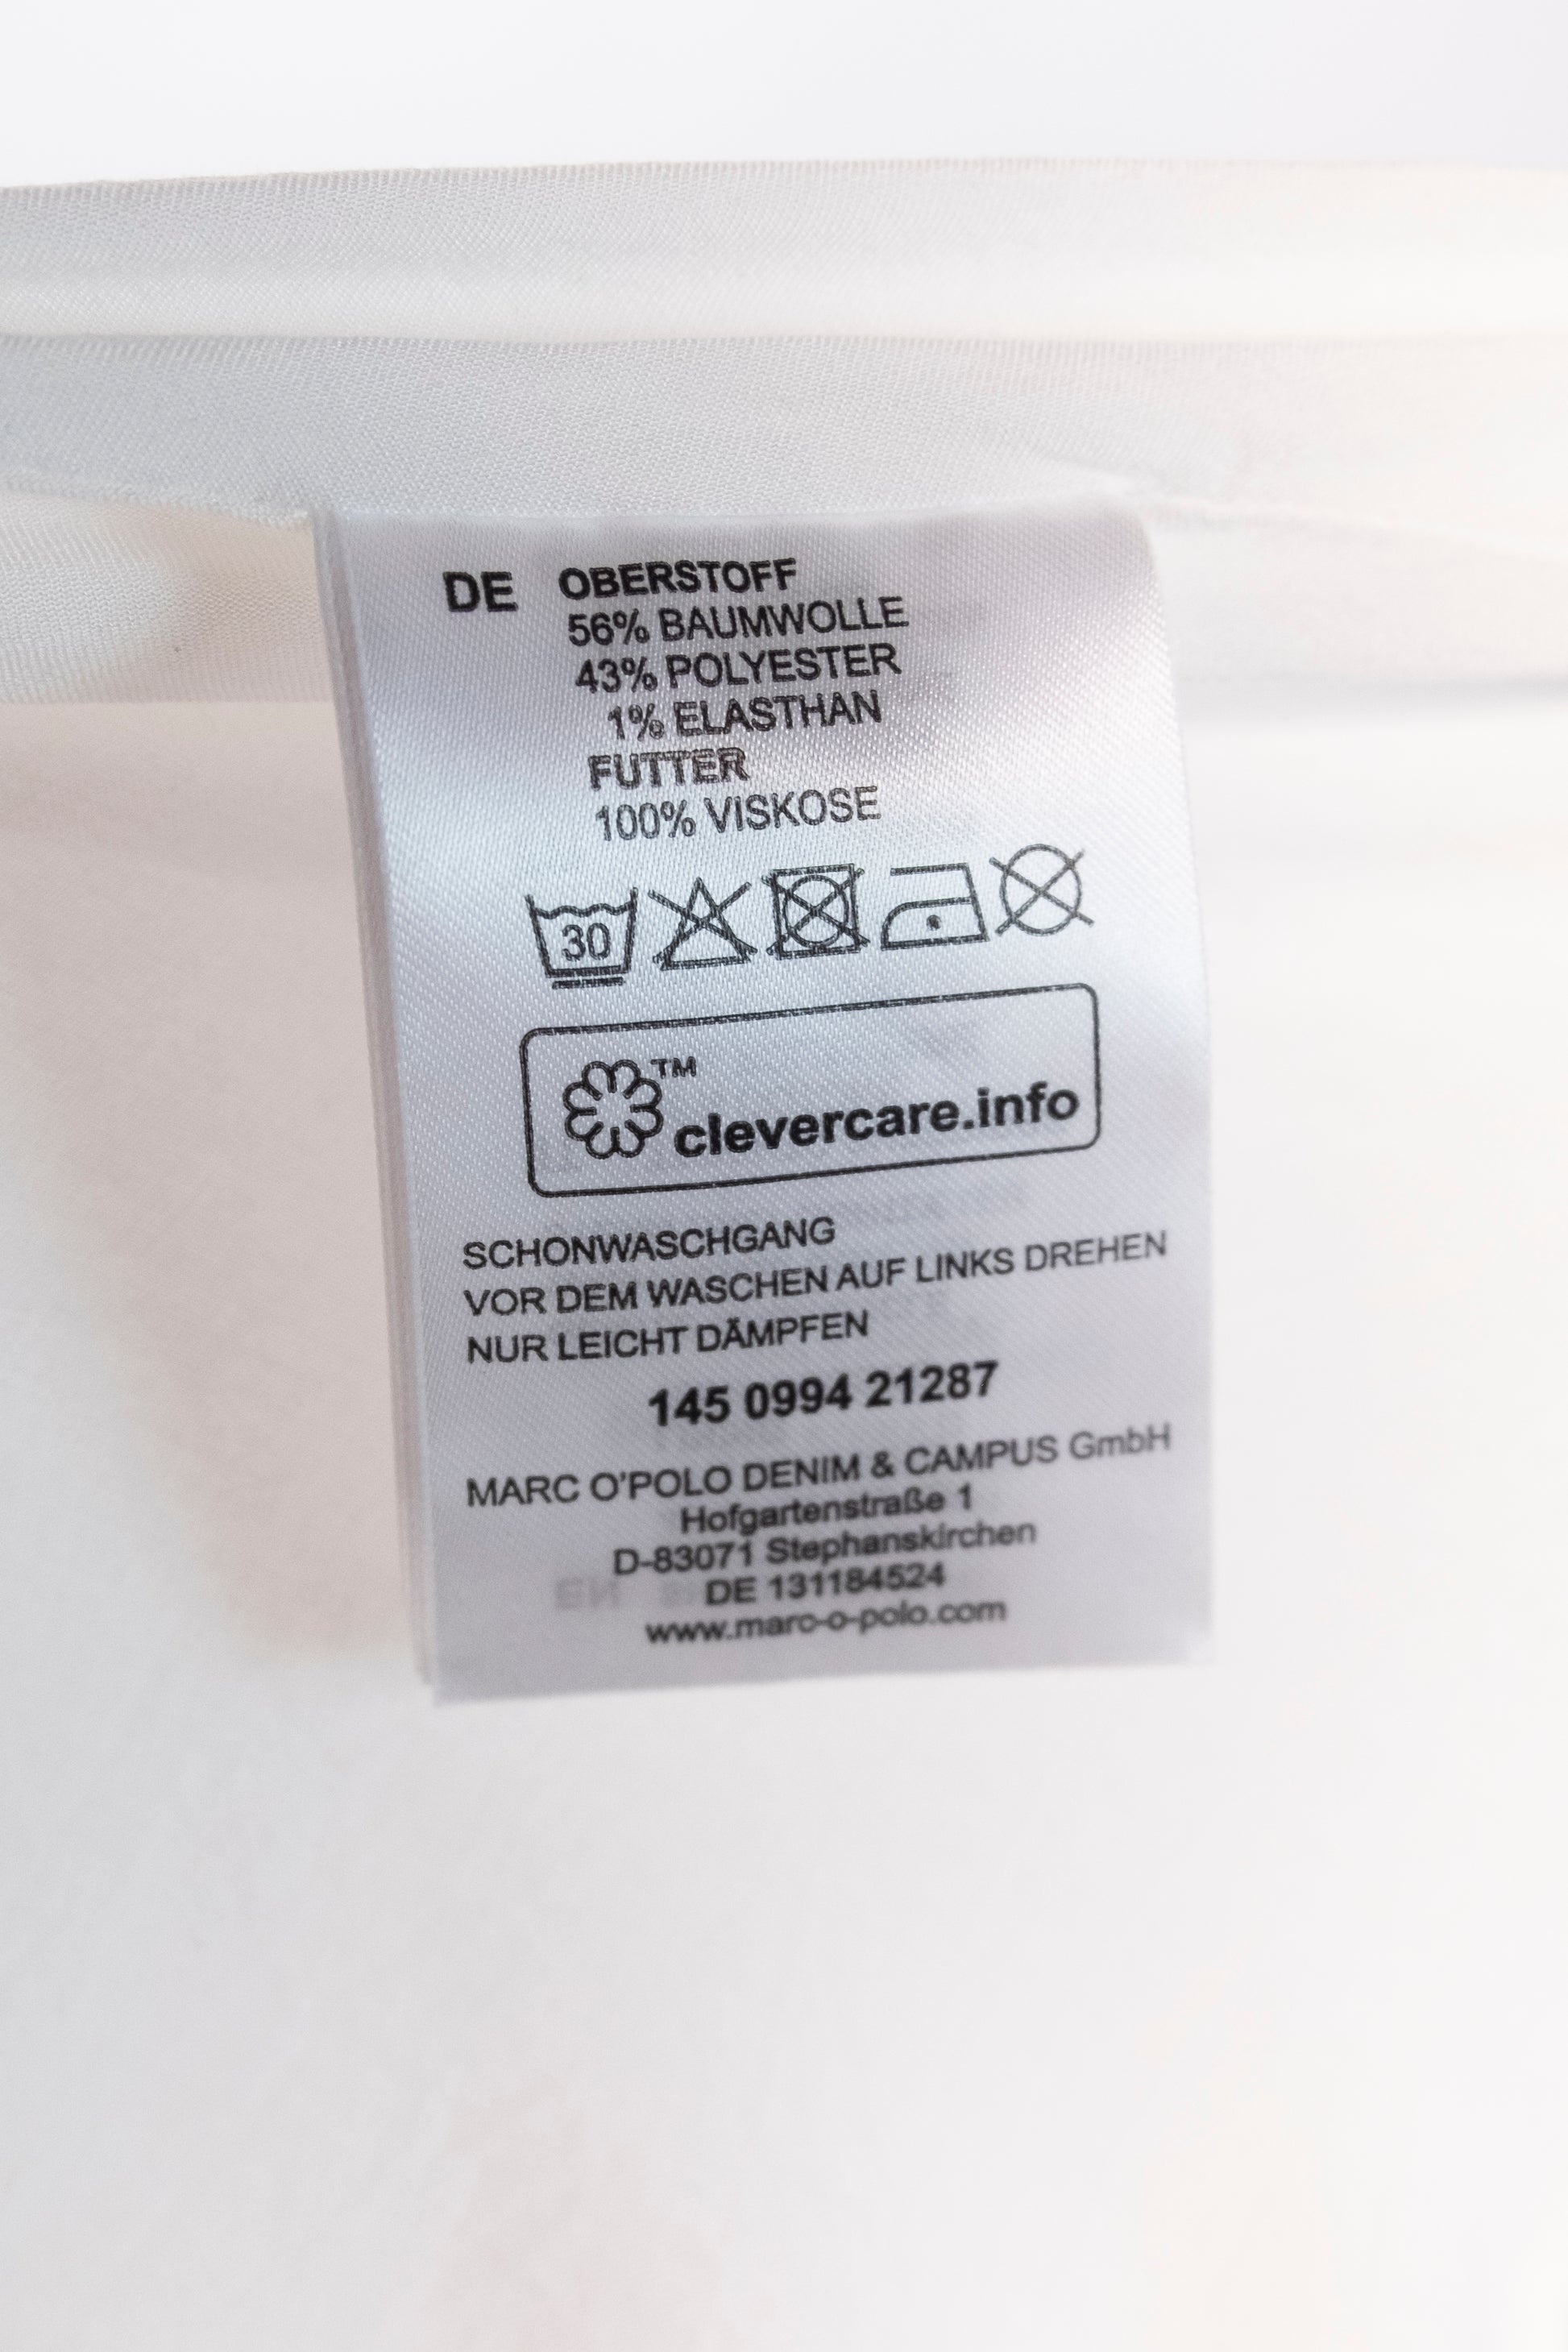 DE OBERSTOFF
56% BAUMWOLLE
43% POLYESTER
1% ELASTHAN
FUTTER
100% VISKOSE
30
TM
clevercare.info
SCHONWASCHGANG
VOR DEM WASCHEN AUF LINKS DREHEN
NUR LEICHT DÄMPFEN
145 0994 21287
MARC O'POLO DENIM & CAMPUS GmbH
Hofgartenstraße 1
D-83071 Stephanskirchen
DE 131184524
www.marc-o-polo.com